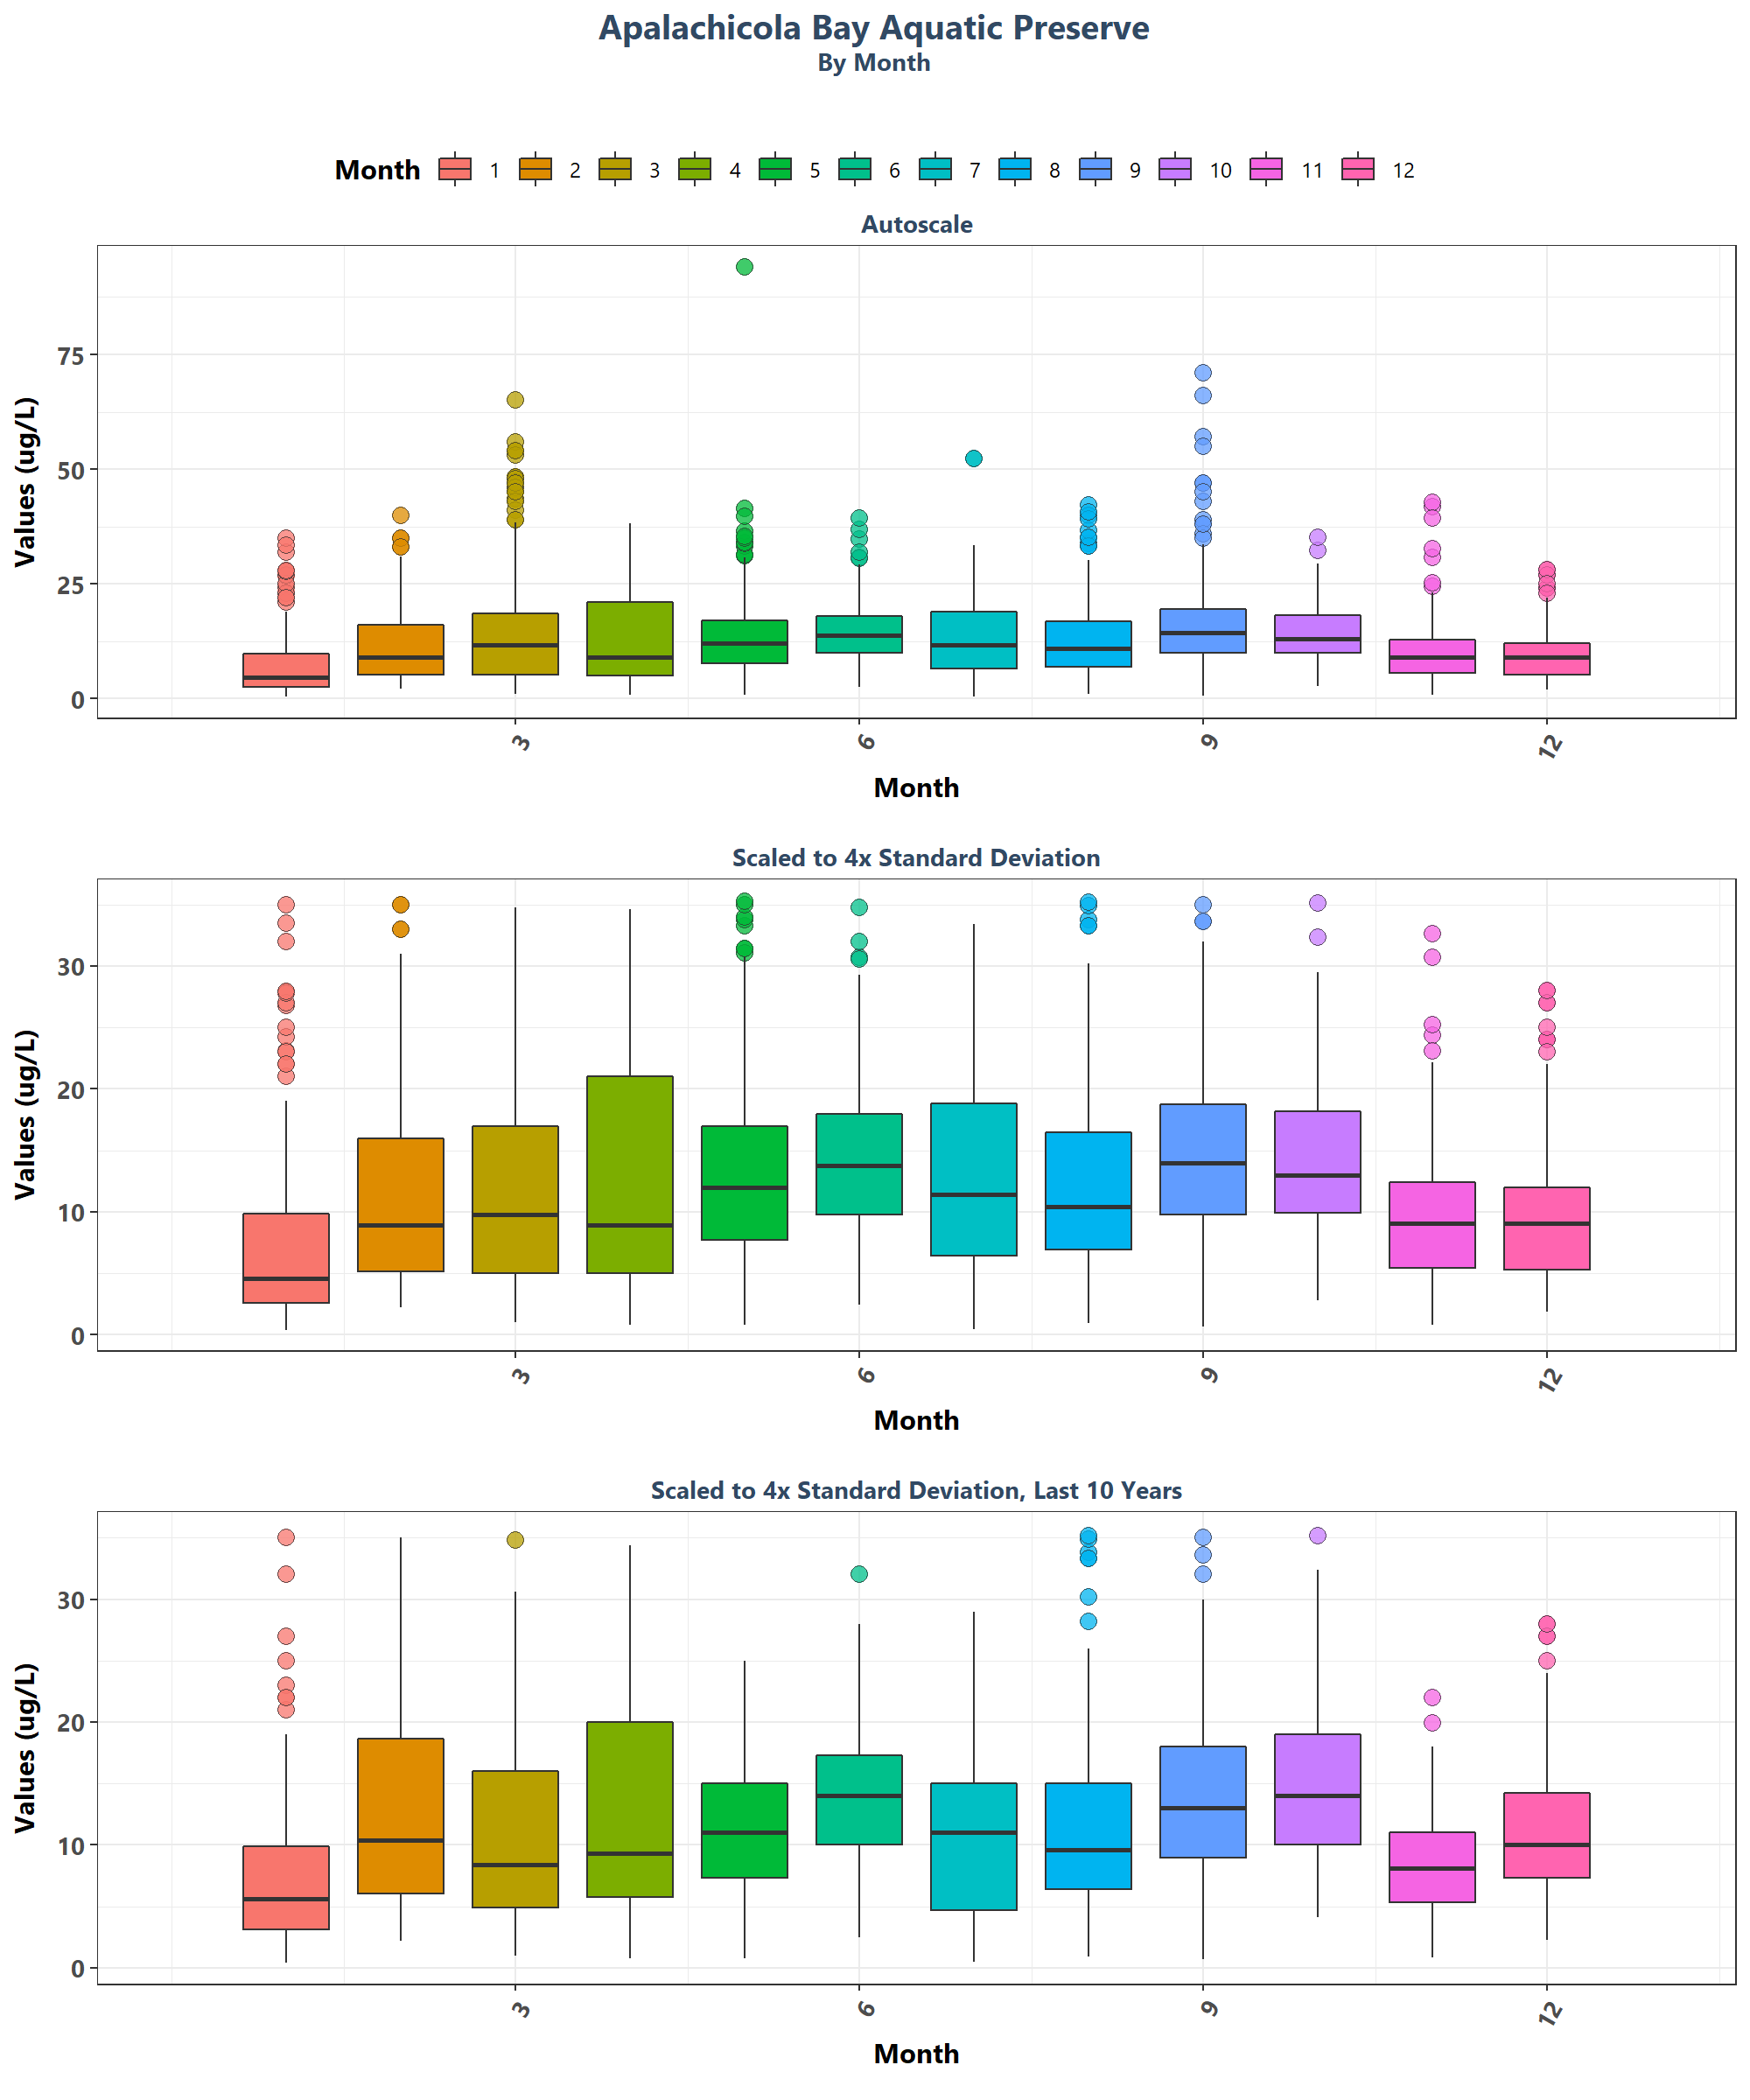 Apalachicola Bay Aquatic Preserve
By Month
Month 1 2 3 4 5 6 7 8 9 10 11 12
Autoscale
Values (ug/L)
75
50
25
0
3 6 9 12
Month
Scaled to 4x Standard Deviation
Values (ug/L)
30
20
10
0
3 6 9 12
Month
Scaled to 4x Standard Deviation, Last 10 Years
Values (ug/L)
30
20
10
0
3 6 9 12
Month